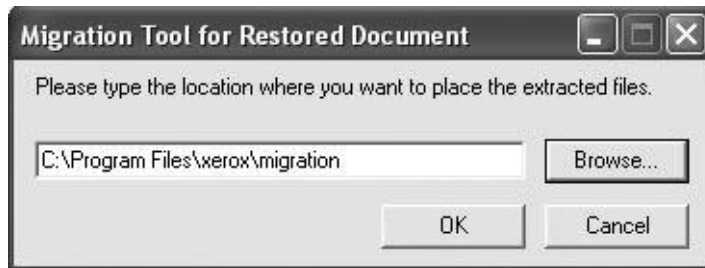 Migration Tool for Restored Document
Please type the location where you want to place the extracted files.
C:\Program Files\xerox\migration
Browse...
OK
Cancel